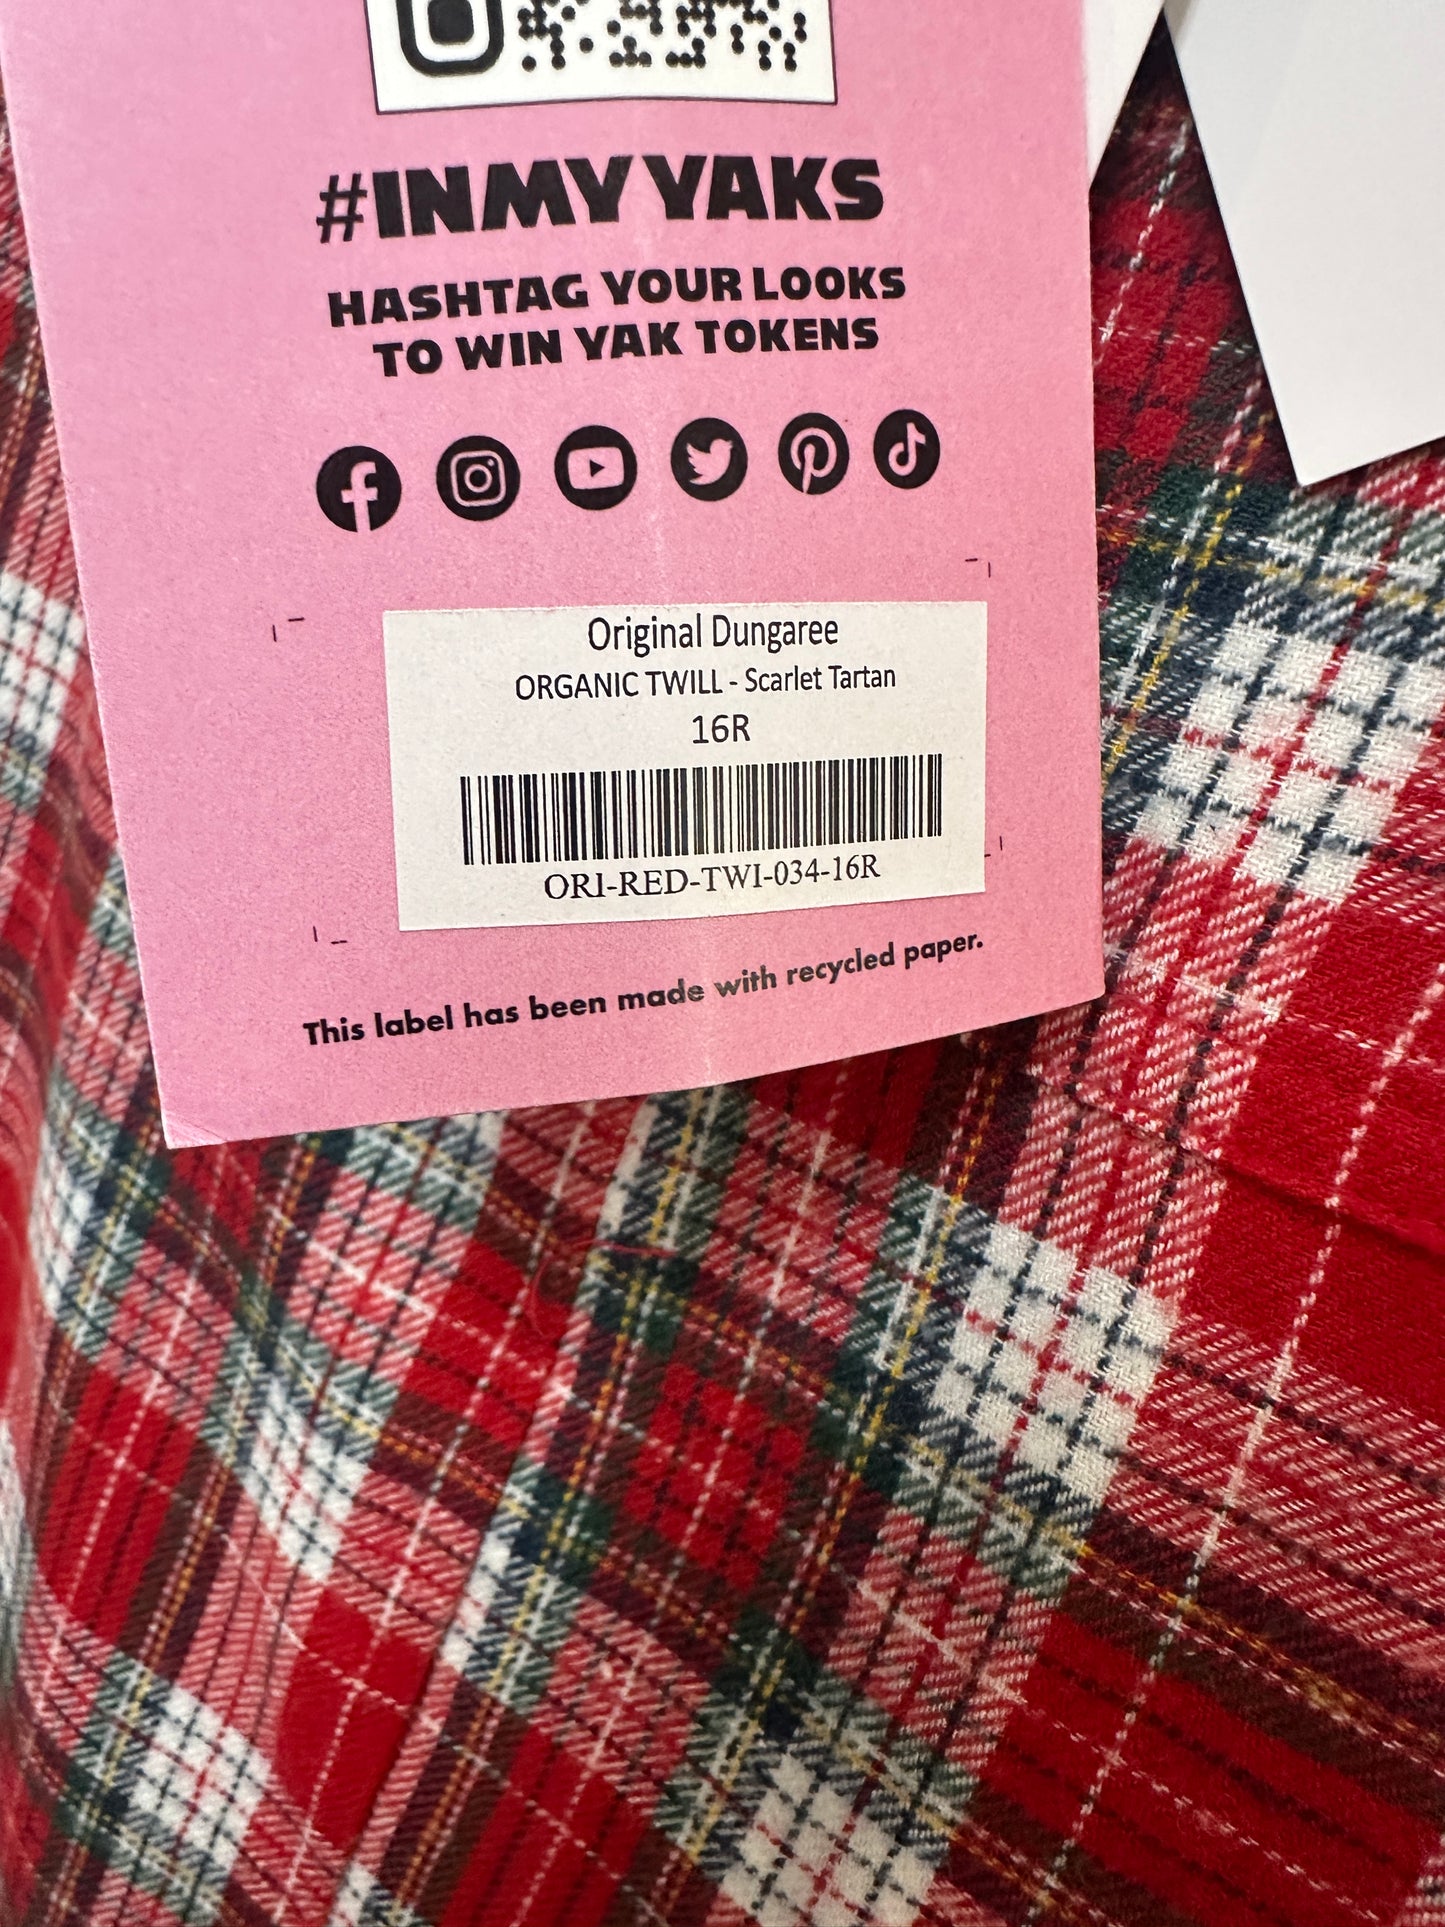 #INMYYAKS
HASHTAG YOUR LOOKS
TO WIN YAK TOKENS
Original Dungaree
ORGANIC TWILL - Scarlet Tartan
16R
ORI-RED-TWI-034-16R
This label has been made with recycled paper.